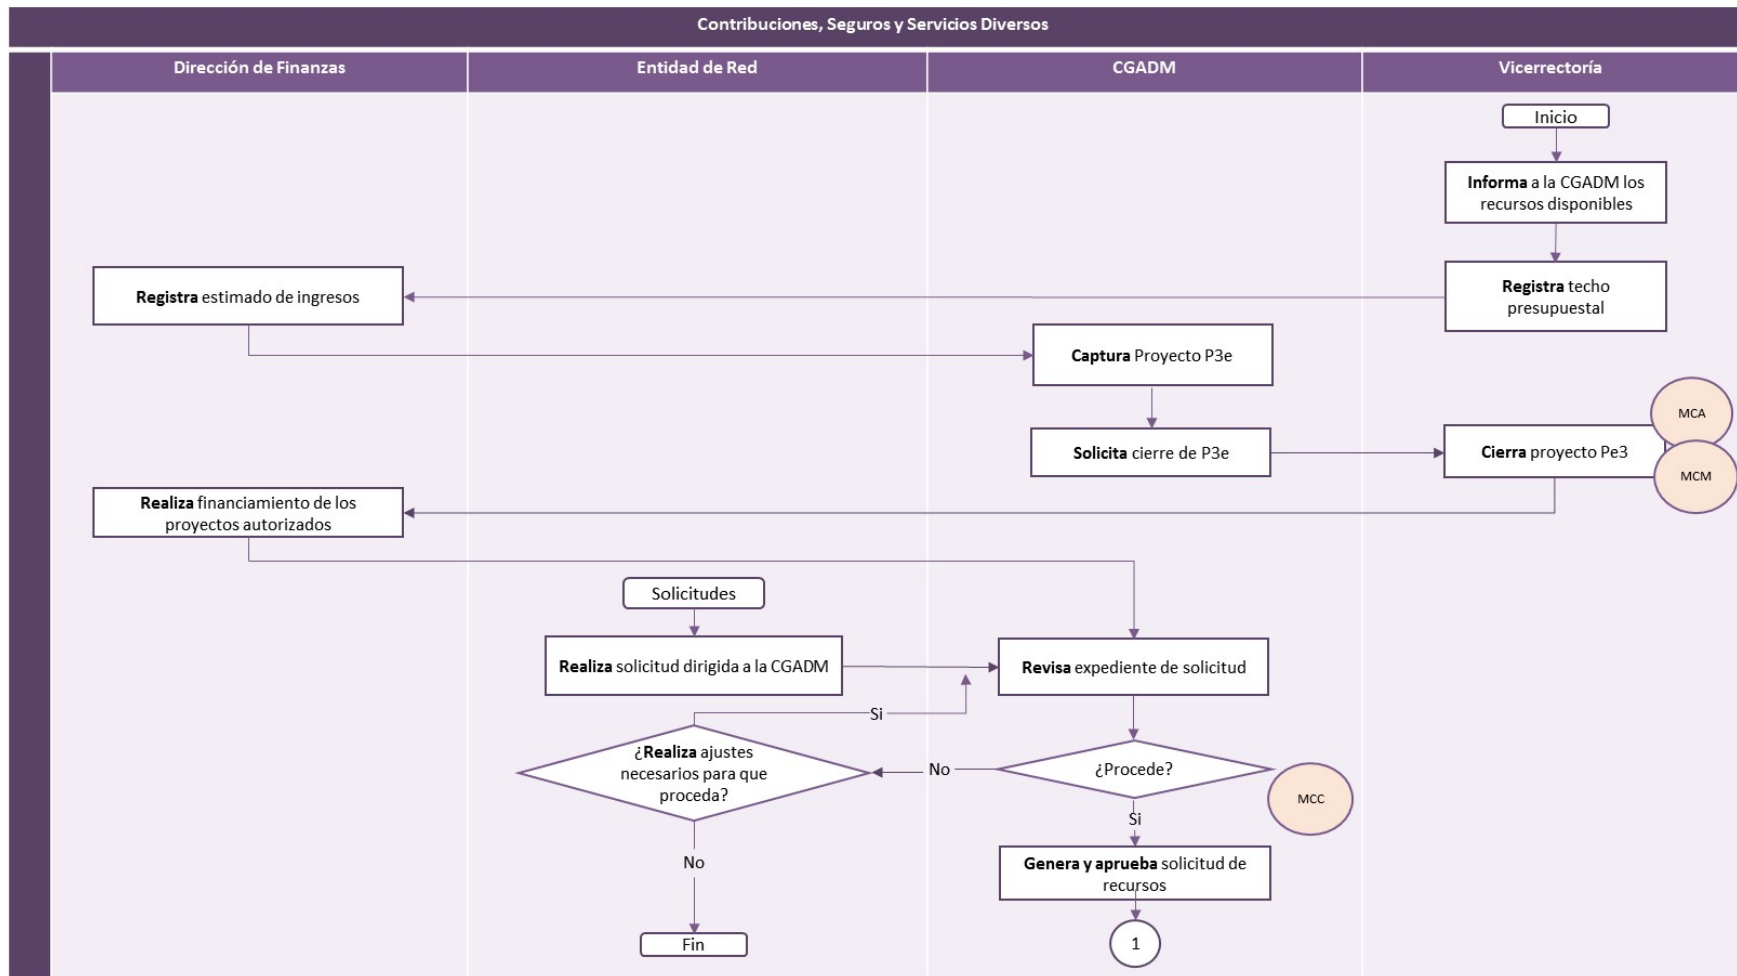 Contribuciones, Seguros y Servicios Diversos
Dirección de Finanzas
Entidad de Red
CGADM
Vicerrectoría
Inicio
Informa a la CGADM los
recursos disponibles
Registra estimado de ingresos
Registra techo
presupuestal
Captura Proyecto P3e
MCA
Solicita cierre de P3e
Cierra proyecto Pe3
MCM
Realiza financiamiento de los
proyectos autorizados
Solicitudes
Realiza solicitud dirigida a la CGADM
Revisa expediente de solicitud
Si
¿Realiza ajustes
necesarios para que
proceda?
No
¿Procede?
MCC
Si
No
Genera y aprueba solicitud de
recursos
Fin
1